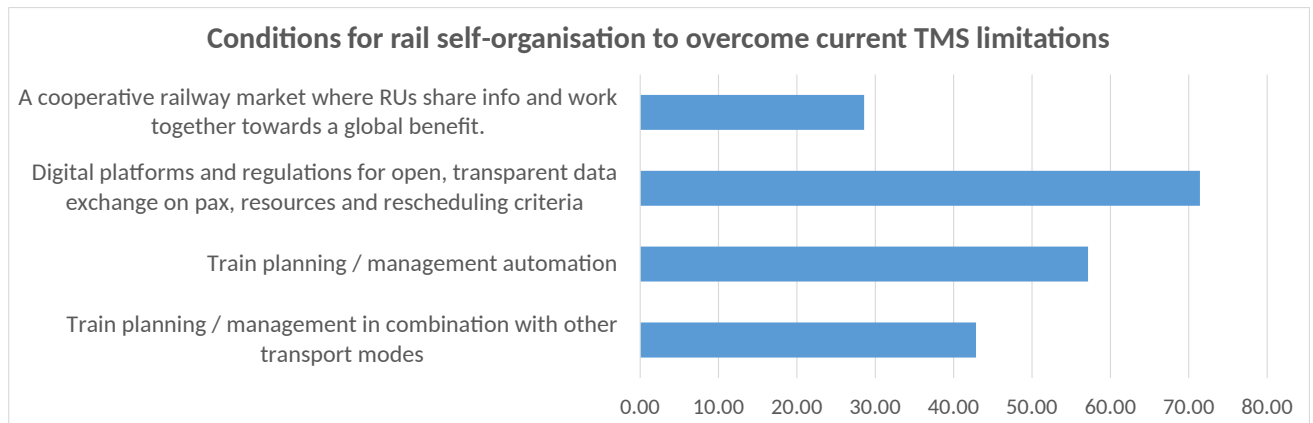 Conditions for rail self-organisation to overcome current TMS limitations
A cooperative railway market where RUs share info and work
together towards a global benefit.
Digital platforms and regulations for open, transparent data
exchange on pax, resources and rescheduling criteria
Train planning / management automation
Train planning / management in combination with other
transport modes
0.00 10.00 20.00 30.00 40.00 50.00 60.00 70.00 80.00